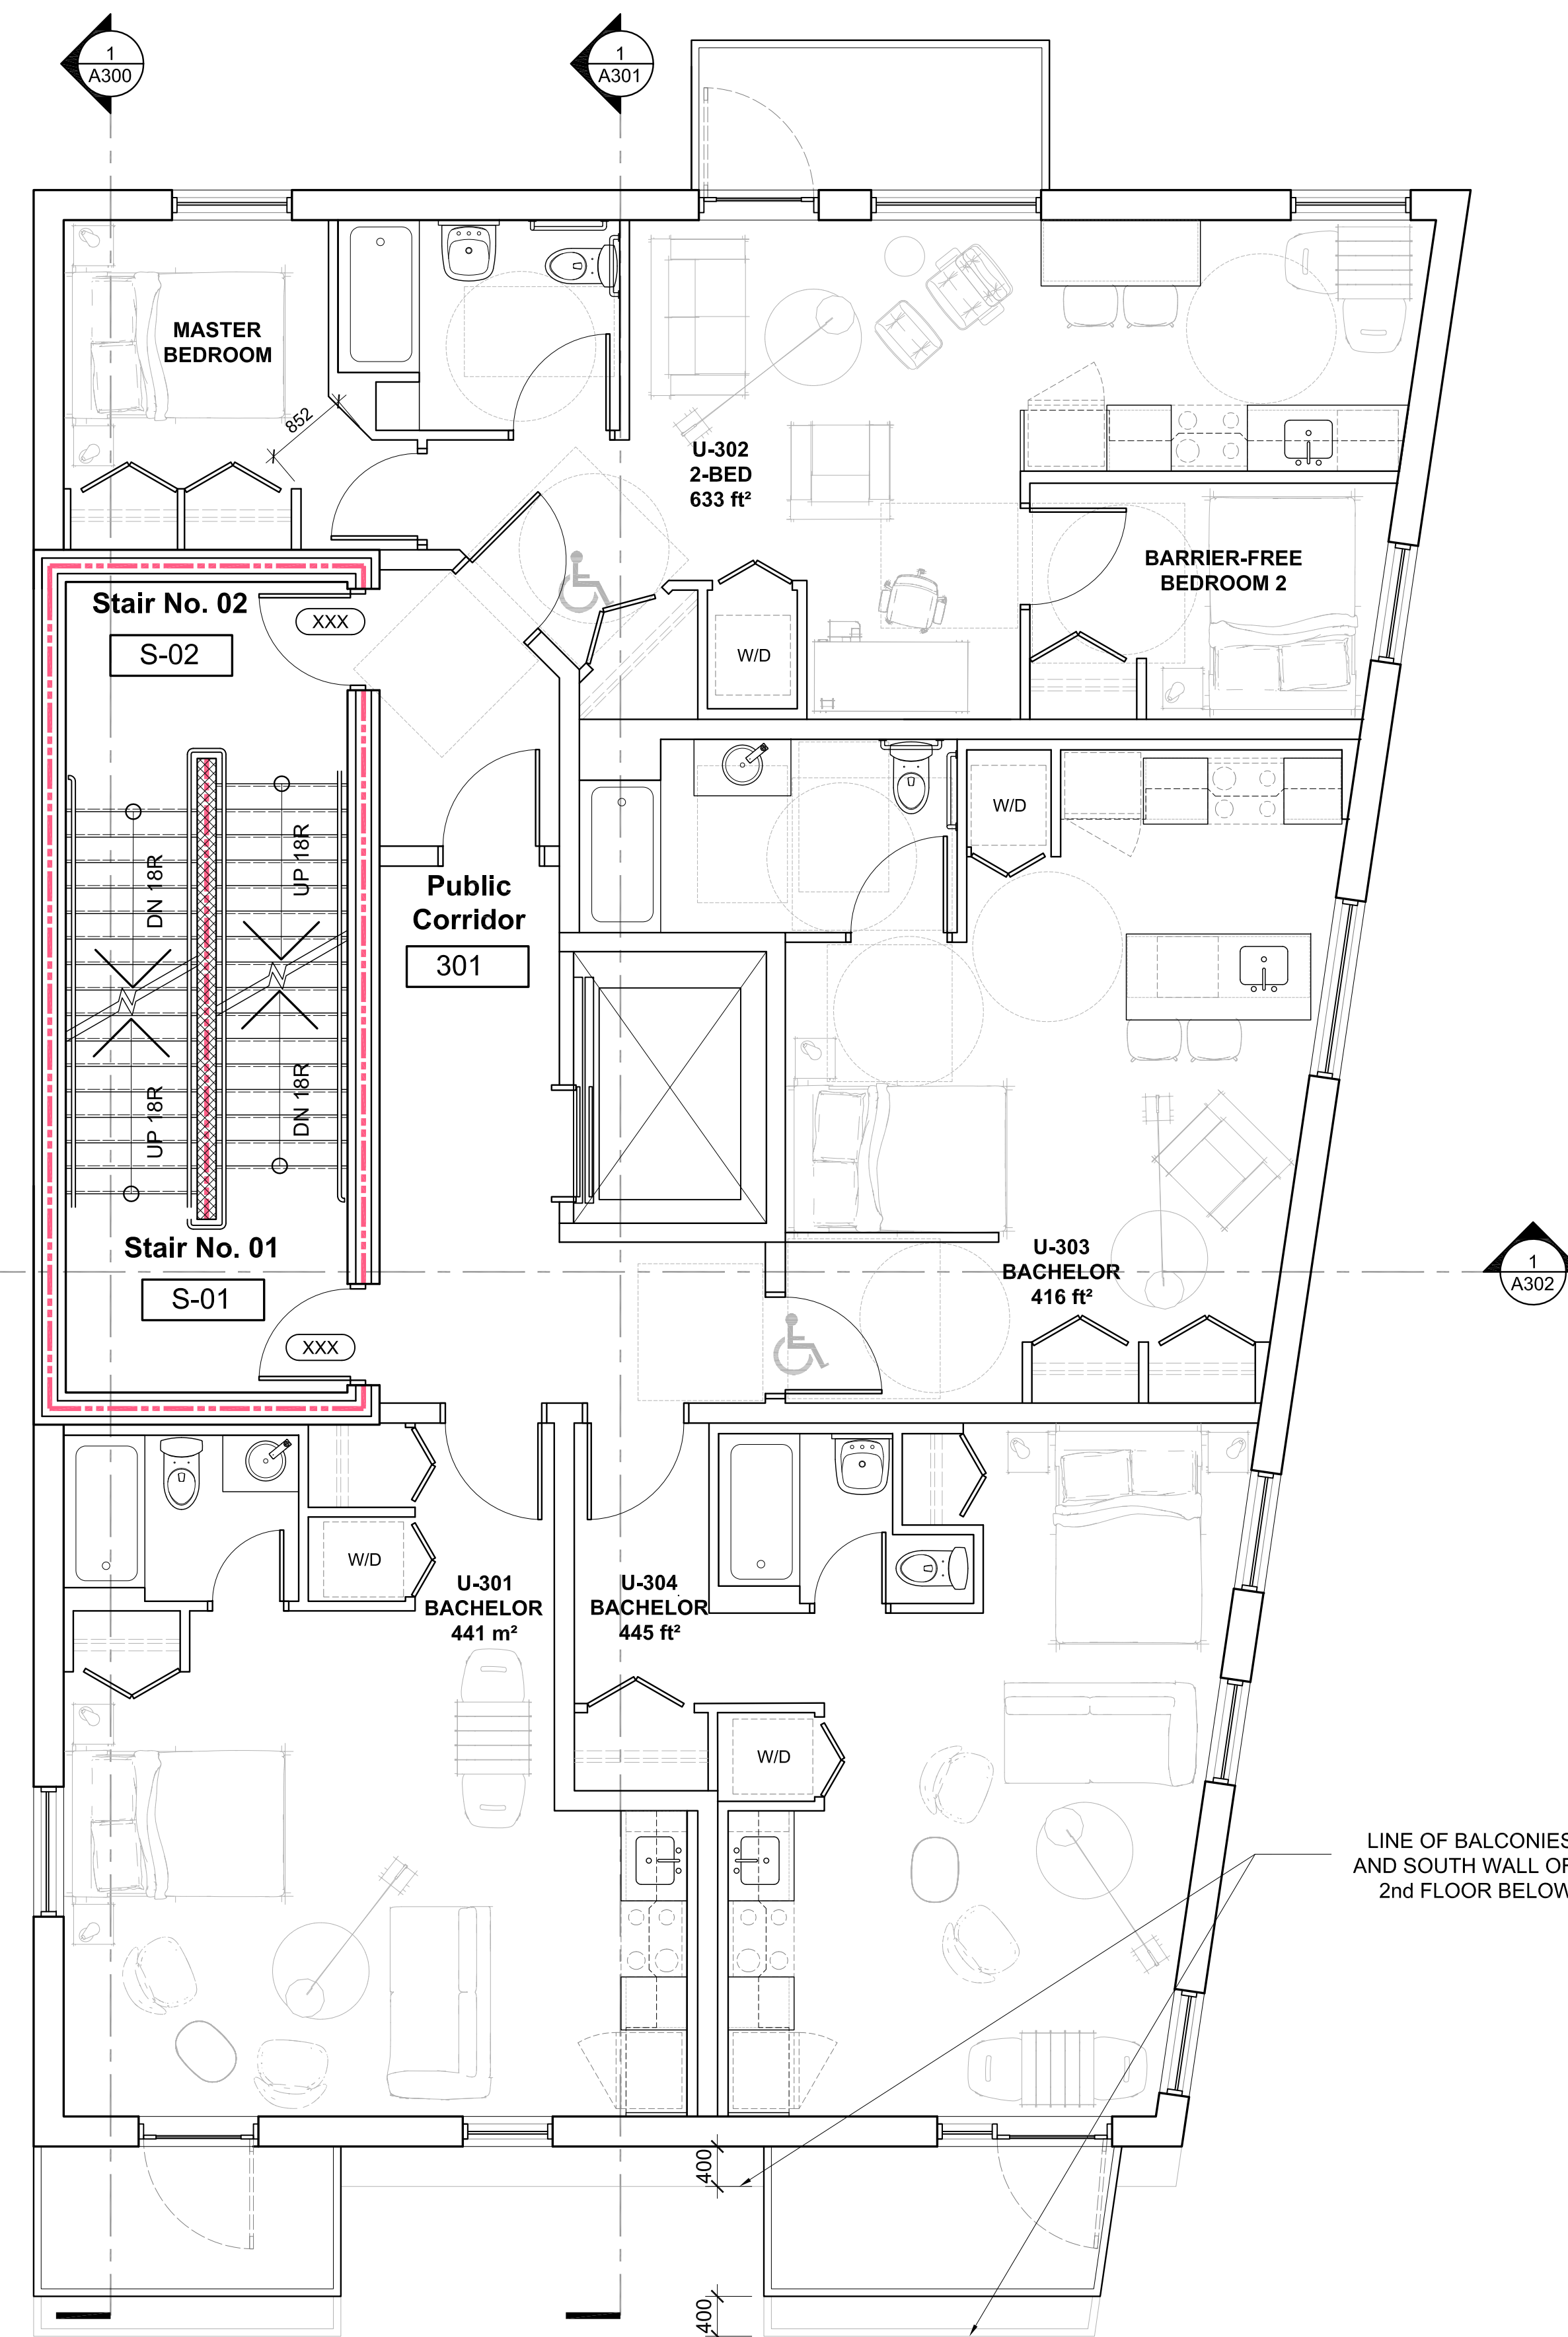 1
A300
1
A301
MASTER
BEDROOM
852
U-302
2-BED
633 ft²
BARRIER-FREE
BEDROOM 2
Stair No. 02
XXX
S-02
W/D
W/D
DN 18R
UP 18R
Public
Corridor
301
UP 18R
DN 18R
Stair No. 01
S-01
XXX
U-303
BACHELOR
416 ft²
1
A302
W/D
U-301
BACHELOR
441 m²
U-304
BACHELOR
445 ft²
W/D
LINE OF BALCONIES
AND SOUTH WALL OF
2nd FLOOR BELOW
400
400